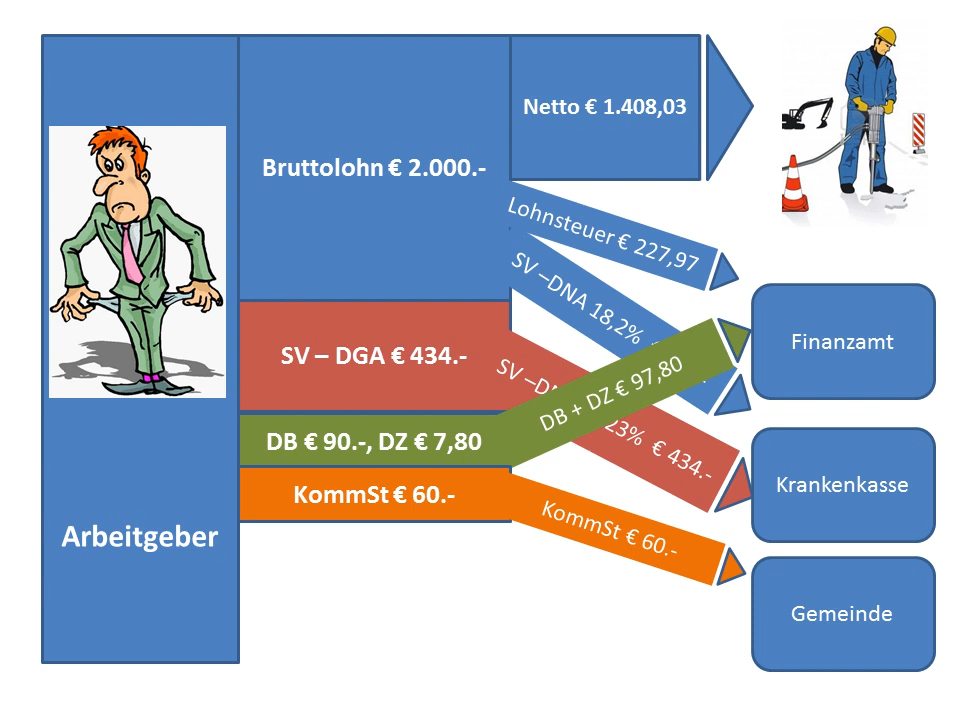 Netto € 1.408,03
Bruttolohn € 2.000.-
Lohnsteuer € 227,97
SV –DNA 18,2%
Finanzamt
SV – DGA € 434.-
SV 23% € 434.-
DB + DZ € 97,80
DB € 90.-, DZ € 7,80
Krankenkasse
KommSt € 60.-
KommSt € 60.-
Arbeitgeber
Gemeinde